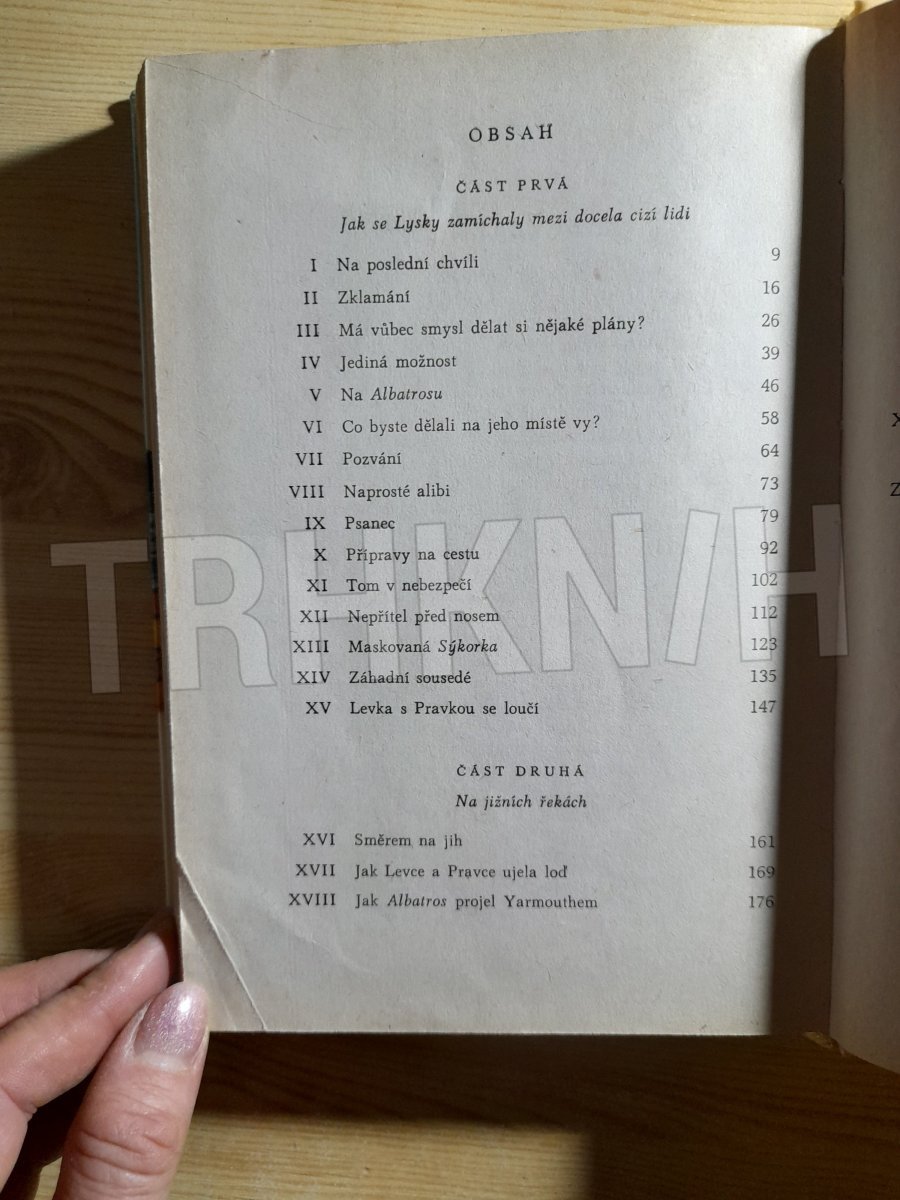 OBSAH
ČÁST PRVÁ
Jak se Lysky zamíchaly mezi docela cizí lidi
I Na poslední chvíli 9
II Zklamání 16
III Má vůbec smysl dělat si nějaké plány? 26
IV Jediná možnost 39
V Na Albatrosu 46
VI Co byste dělali na jeho místě vy? 58
VII Pozvání 64
VIII Naprosté alibi 73
IX Psanec 79
X Přípravy na cestu 92
XI Tom v nebezpečí 102
XII Nepřítel před nosem 112
XIII Maskovaná Sýkorka 123
XIV Záhadní sousedé 135
XV Levka s Pravkou se loučí 147
ČÁST DRUHÁ
Na jižních řekách
XVI Směrem na jih 161
XVII Jak Levce a Pravce ujela loď 169
XVIII Jak Albatros projel Yarmouthem 176
TRHKN/H